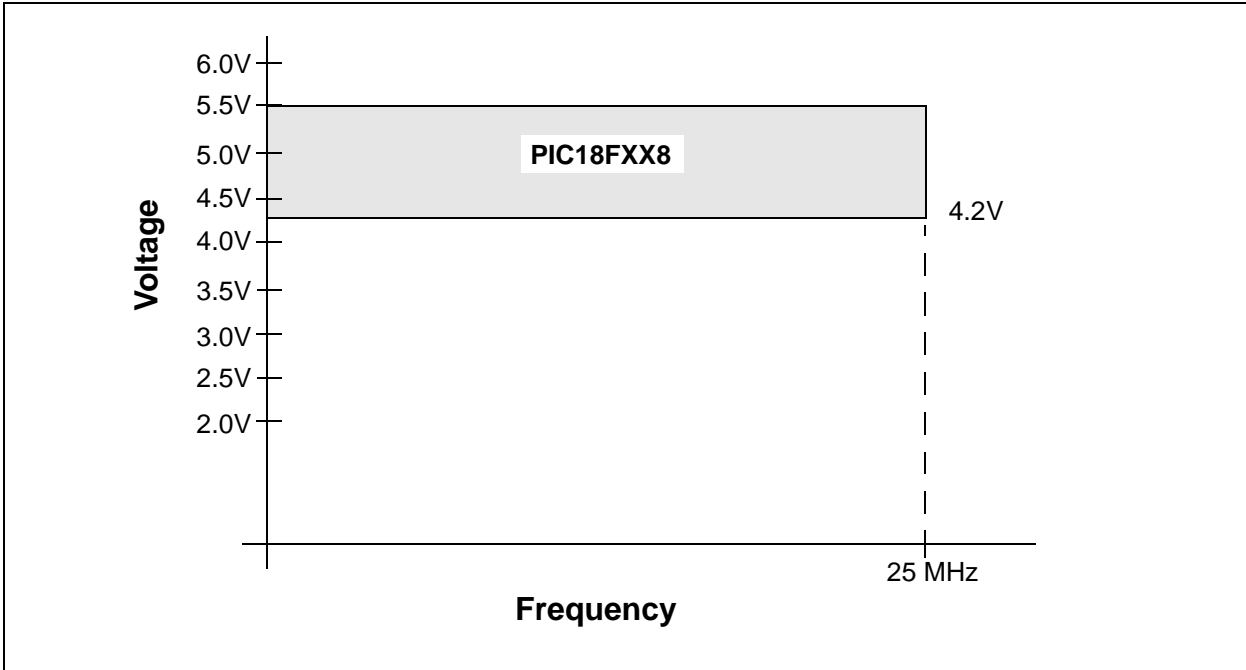 6.0V
5.5V
5.0V
4.5V
4.0V
3.5V
3.0V
2.5V
2.0V
Voltage
PIC18FXX8
4.2V
25 MHz
Frequency